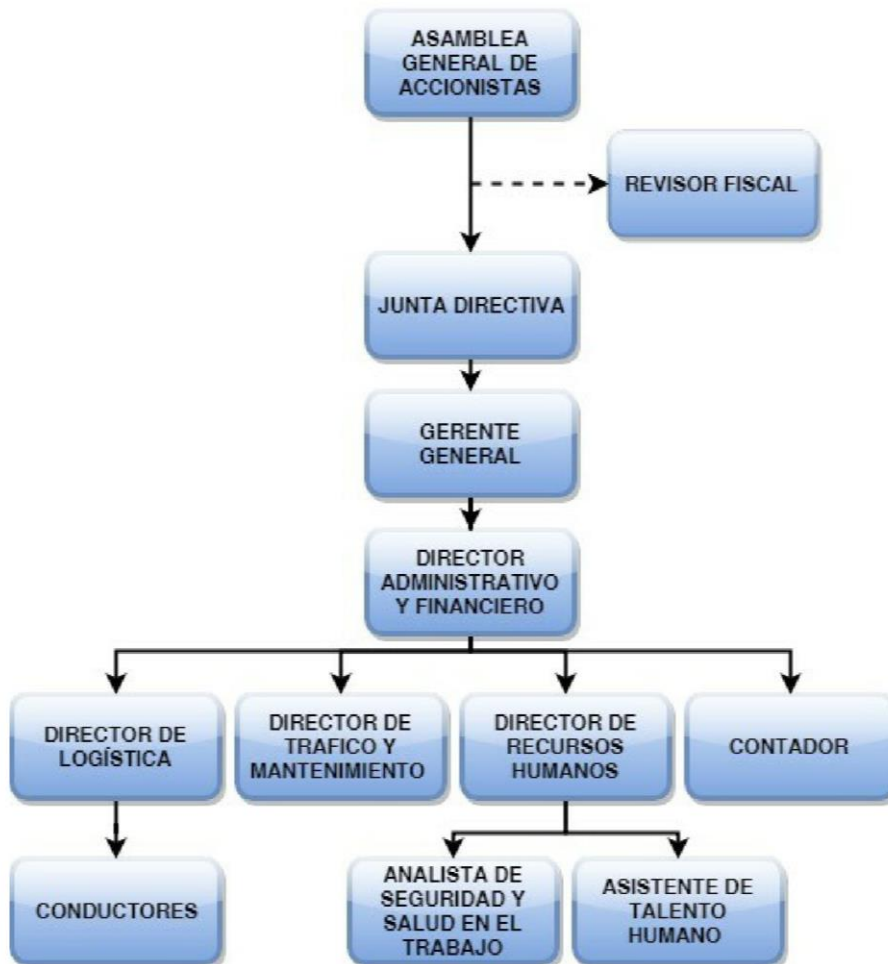 ASAMBLEA
GENERAL DE
ACCIONISTAS
REVISOR FISCAL
JUNTA DIRECTIVA
GERENTE
GENERAL
DIRECTOR
ADMINISTRATIVO
Y FINANCIERO
DIRECTOR DE
LOGÍSTICA
DIRECTOR DE
TRAFICO Y
MANTENIMIENTO
DIRECTOR DE
RECURSOS
HUMANOS
CONTADOR
CONDUCTORES
ANALISTA DE
SEGURIDAD Y
SALUD EN EL
TRABAJO
ASISTENTE DE
TALENTO
HUMANO